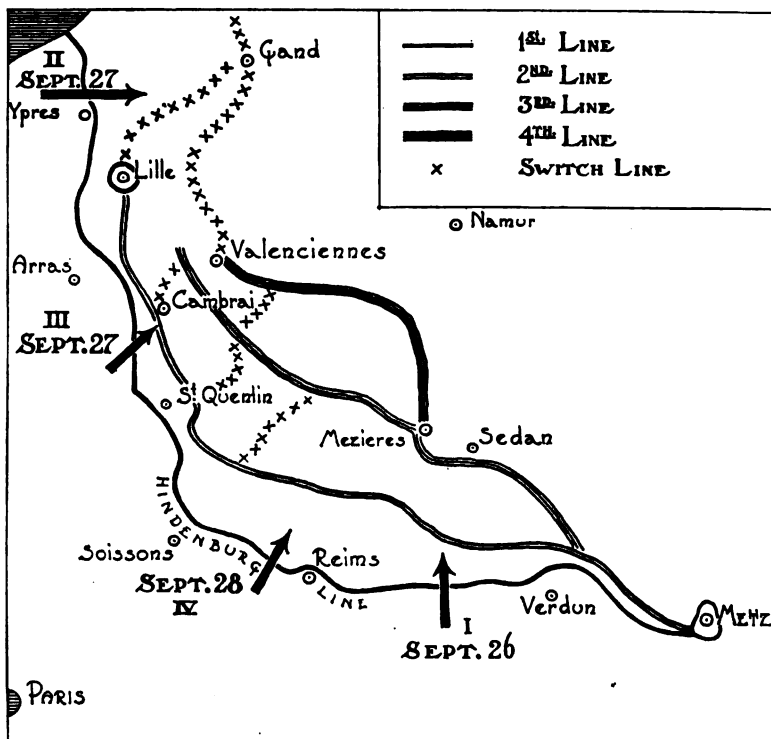 II
SEPT. 27
Ypres
Gand
1ST. LINE
2ND. LINE
3RD. LINE
4TH. LINE
x SWITCH LINE
Lille
Namur
Arras
Valenciennes
Cambrai
III
SEPT. 27
St Quentin
Mezieres
Sedan
HINDENBURG LINE
Soissons
Reims
SEPT. 28
IV
Verdun
I
SEPT. 26
METZ
PARIS